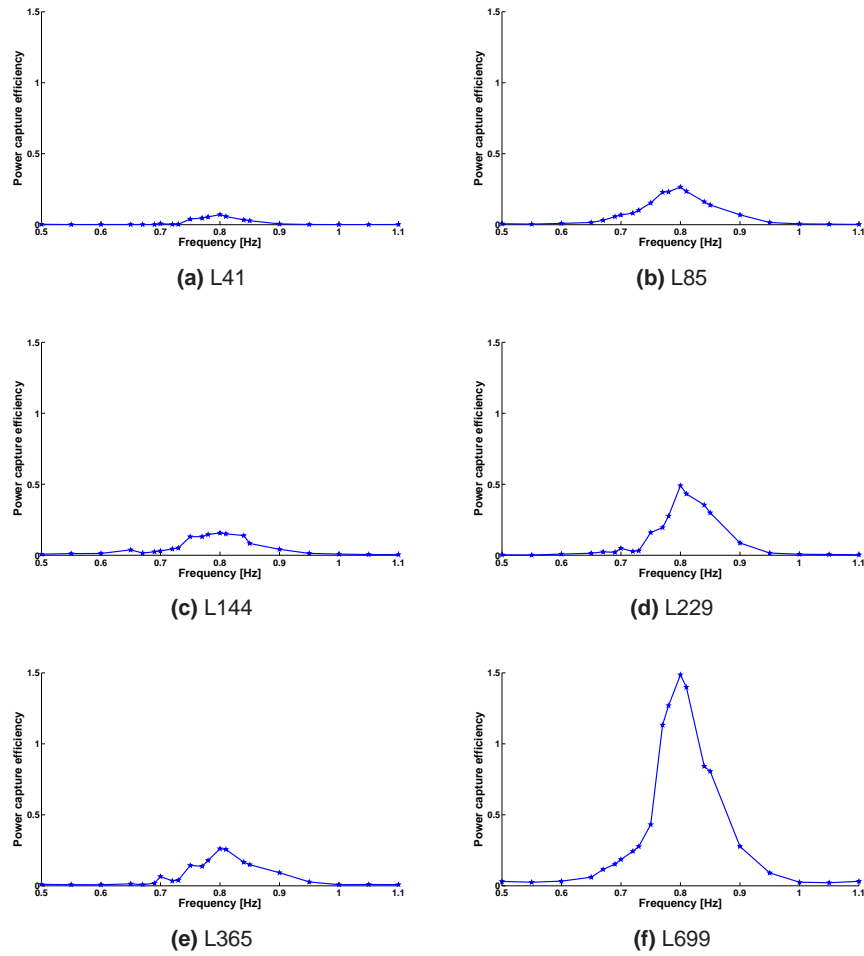 1.5
1
0.5
0
Power capture efficiency
0.5 0.6 0.7 0.8 0.9 1 1.1
Frequency [Hz]
(a) L41
1.5
1
0.5
0
Power capture efficiency
0.5 0.6 0.7 0.8 0.9 1 1.1
Frequency [Hz]
(b) L85
1.5
1
0.5
0
Power capture efficiency
0.5 0.6 0.7 0.8 0.9 1 1.1
Frequency [Hz]
(c) L144
1.5
1
0.5
0
Power capture efficiency
0.5 0.6 0.7 0.8 0.9 1 1.1
Frequency [Hz]
(d) L229
1.5
1
0.5
0
Power capture efficiency
0.5 0.6 0.7 0.8 0.9 1 1.1
Frequency [Hz]
(e) L365
1.5
1
0.5
0
Power capture efficiency
0.5 0.6 0.7 0.8 0.9 1 1.1
Frequency [Hz]
(f) L699